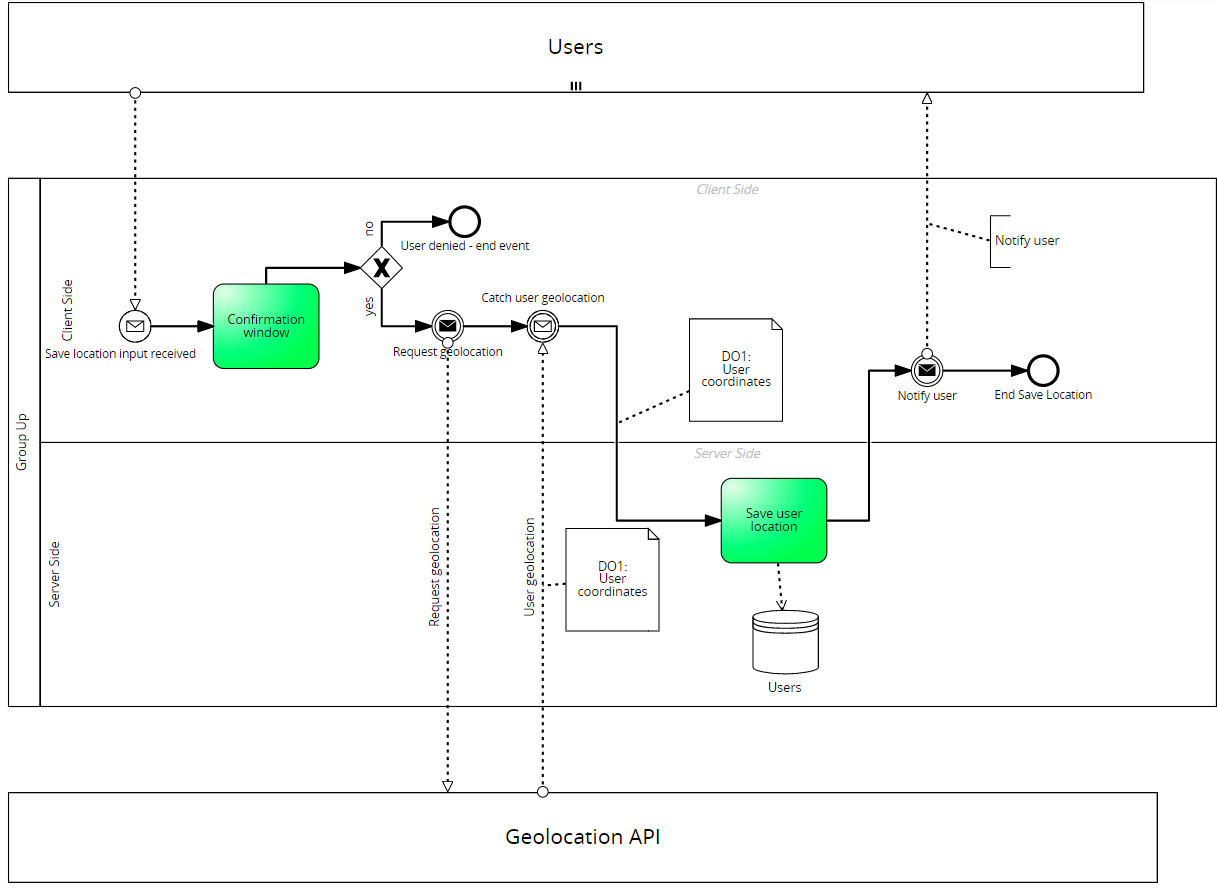 Users
Client Side
no
User denied - end event
Notify user
Client Side
Confirmation
window
yes
Catch user geolocation
Save location input received
Request geolocation
DO1:
User
coordinates
Notify user
End Save Location
Group Up
Server Side
Server Side
Save user
location
Request geolocation
User geolocation
DO1:
User
coordinates
Users
Geolocation API